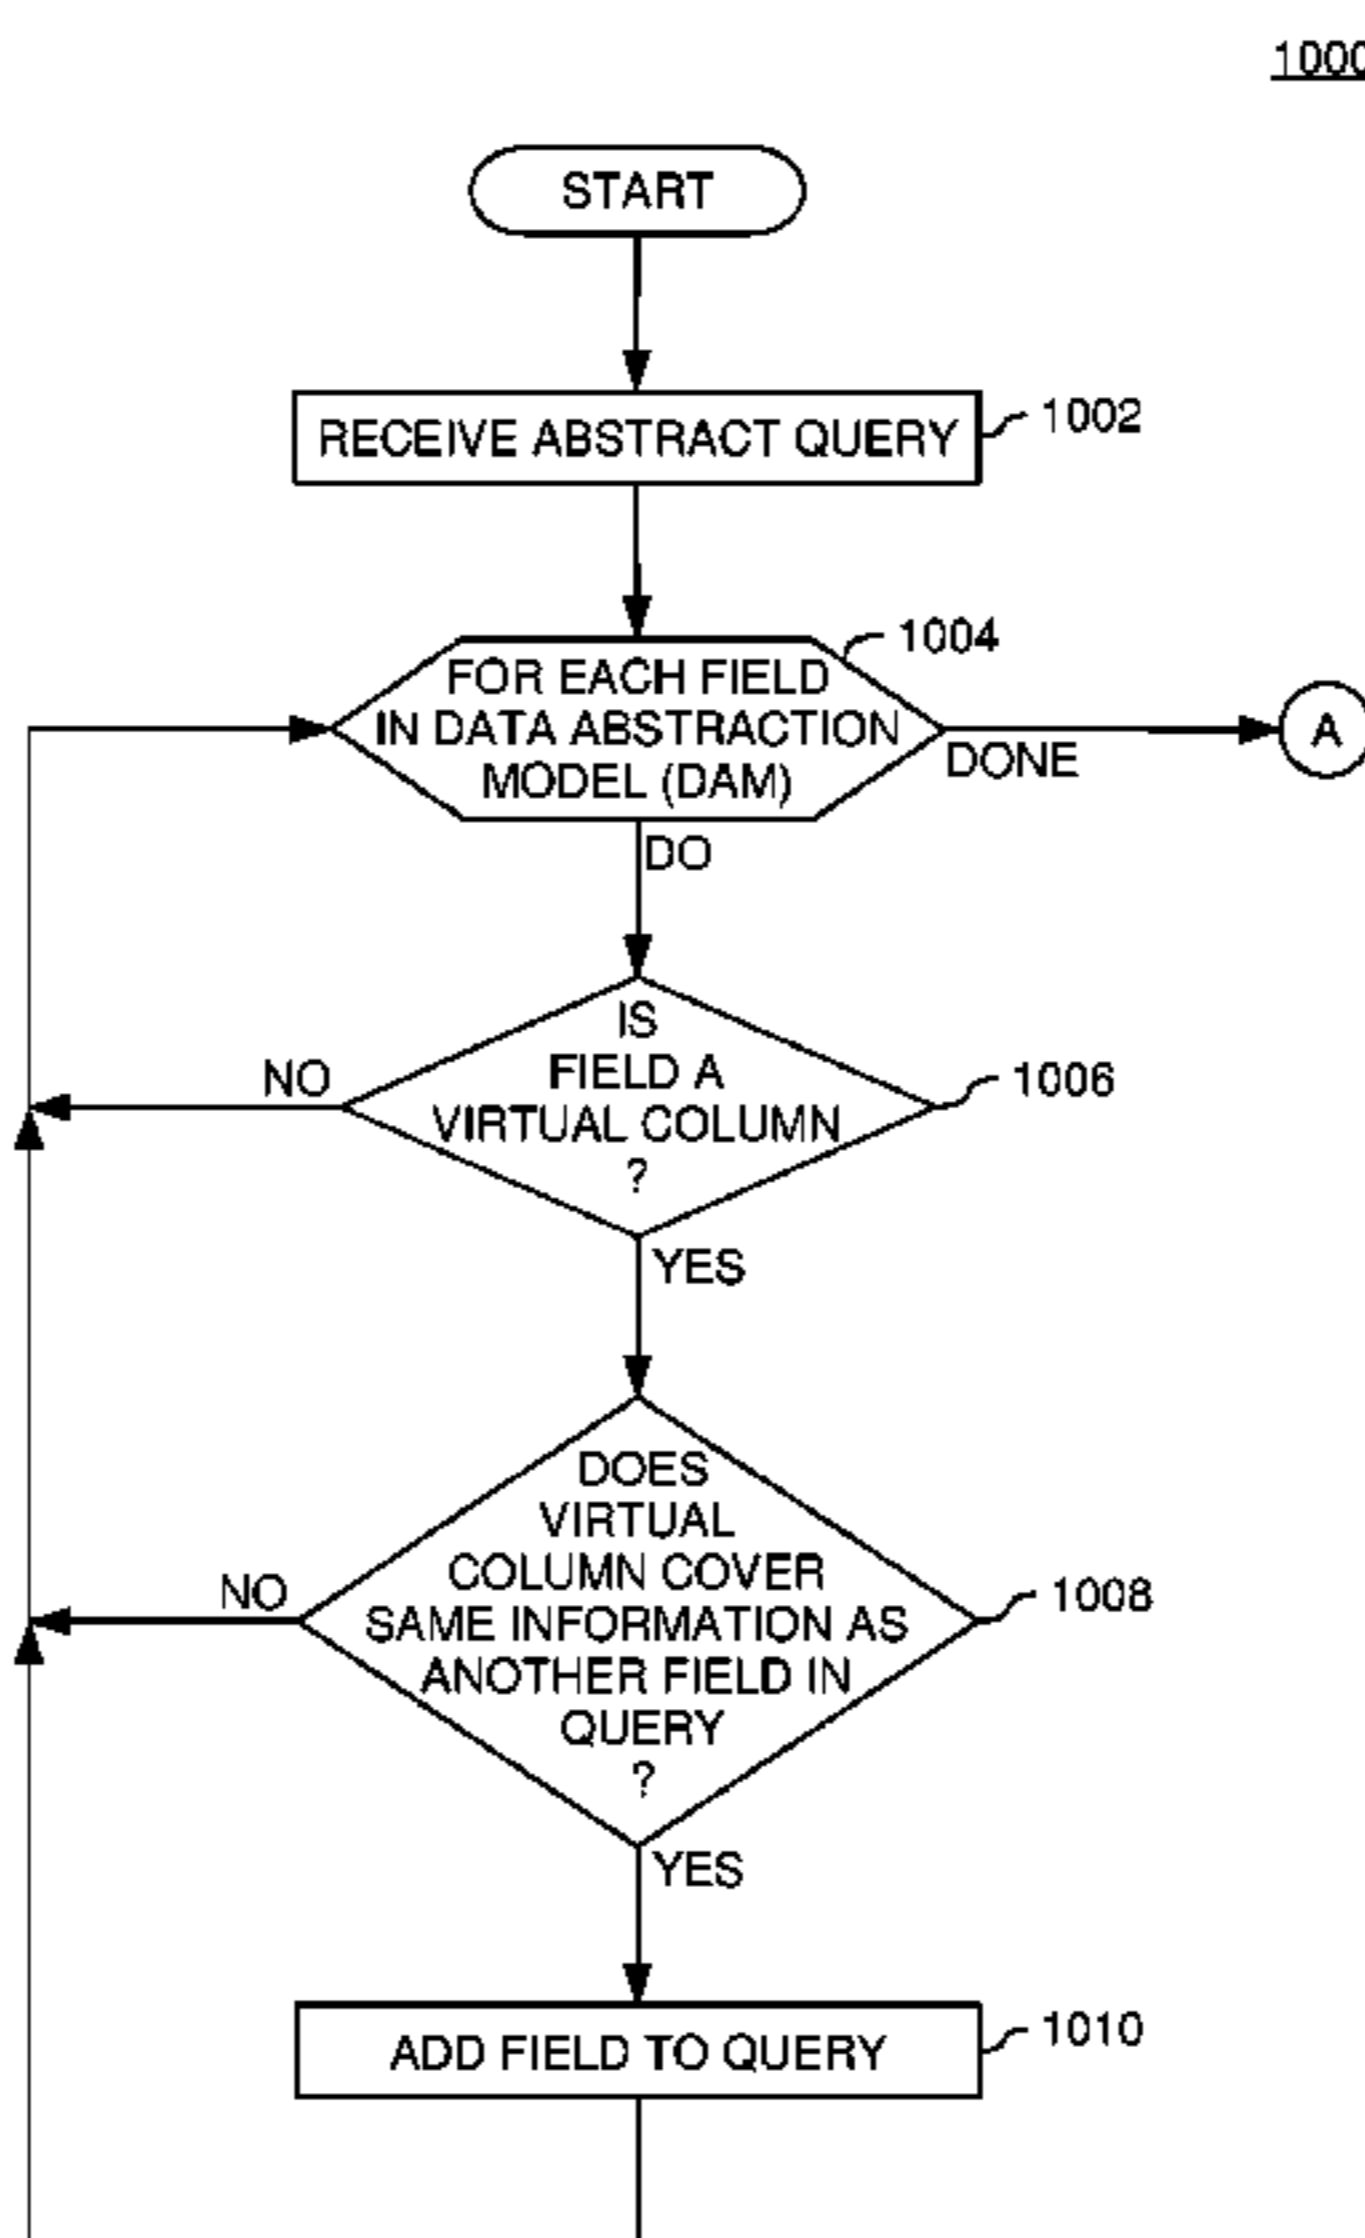 1000
START
RECEIVE ABSTRACT QUERY
1002
1004
FOR EACH FIELD
IN DATA ABSTRACTION
MODEL (DAM)
DONE
A
DO
IS
FIELD A
VIRTUAL COLUMN
?
NO
1006
YES
DOES
VIRTUAL
COLUMN COVER
SAME INFORMATION AS
ANOTHER FIELD IN
QUERY
?
NO
1008
YES
ADD FIELD TO QUERY
1010